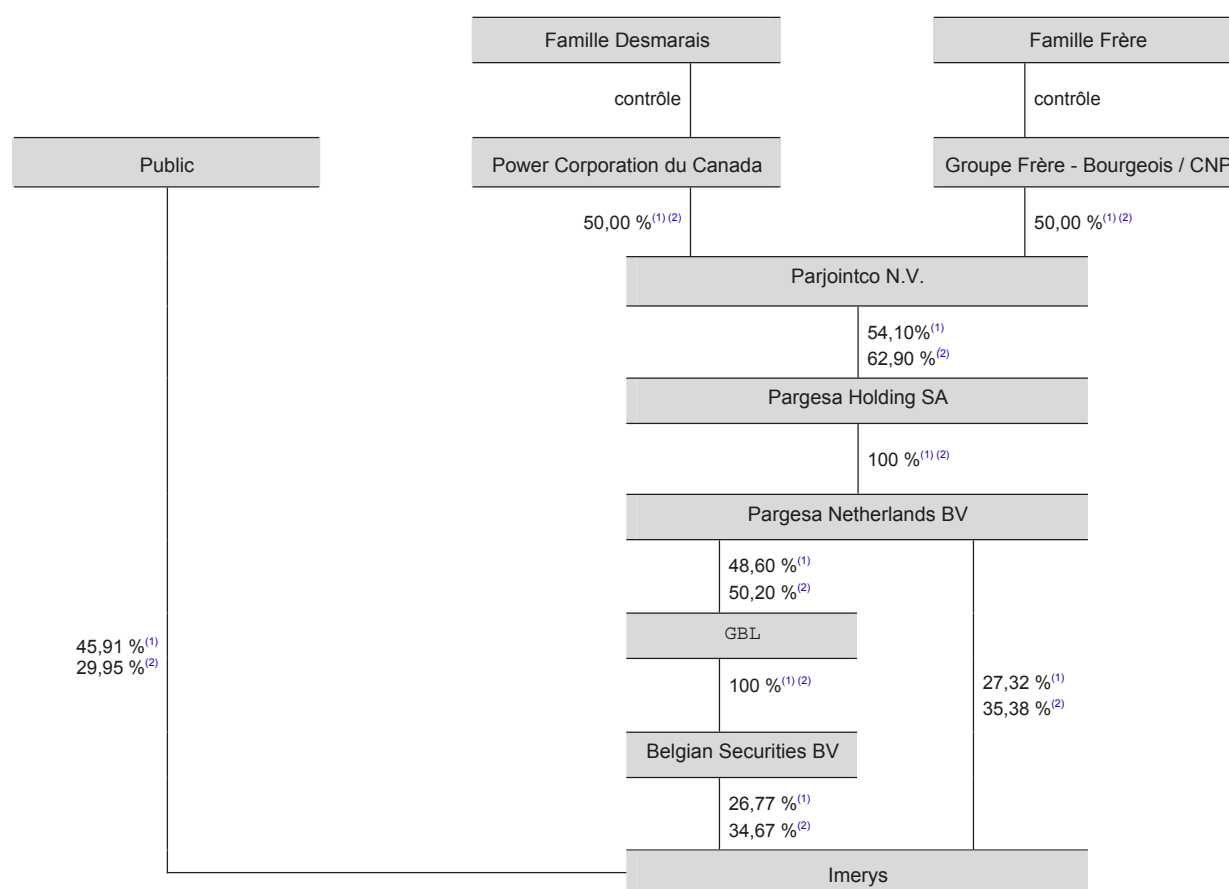 Famille Desmarais
Famille Frère
contrôle
contrôle
Public
Power Corporation du Canada
Groupe Frère - Bourgeois / CNP
50,00 %(1) (2)
50,00 %(1) (2)
Parjointco N.V.
54,10%(1)
62,90 %(2)
Pargesa Holding SA
100 %(1) (2)
Pargesa Netherlands BV
48,60 %(1)
50,20 %(2)
GBL
45,91 %(1)
29,95 %(2)
100 %(1) (2)
27,32 %(1)
35,38 %(2)
Belgian Securities BV
26,77 %(1)
34,67 %(2)
Imerys